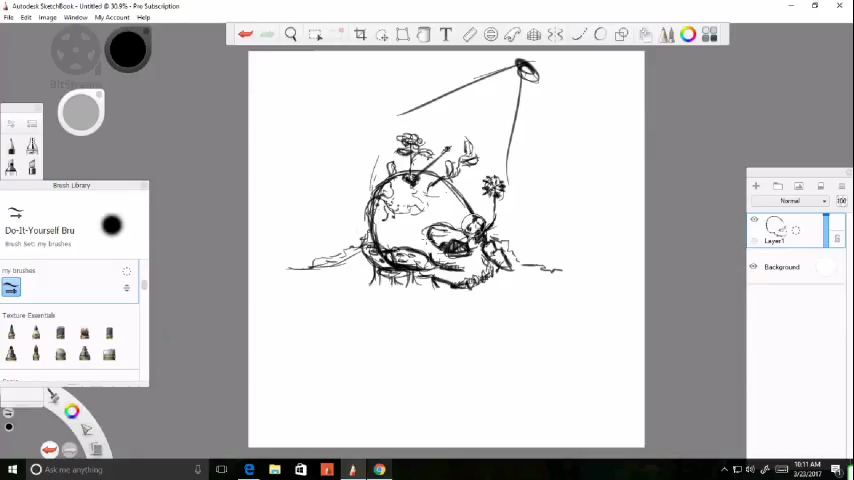 Autodesk SketchBook - Untitled @ 30.9% - Pre Subscription
File Edit Image Window My Account Help
T
BitStream
Brush Library
Do-It-Yourself Bru
Brush Set: my brushes
my brushes
Texture Essentials
Normal 100
Layer1
Background
Ask me anything
10:11 AM
3/23/2017